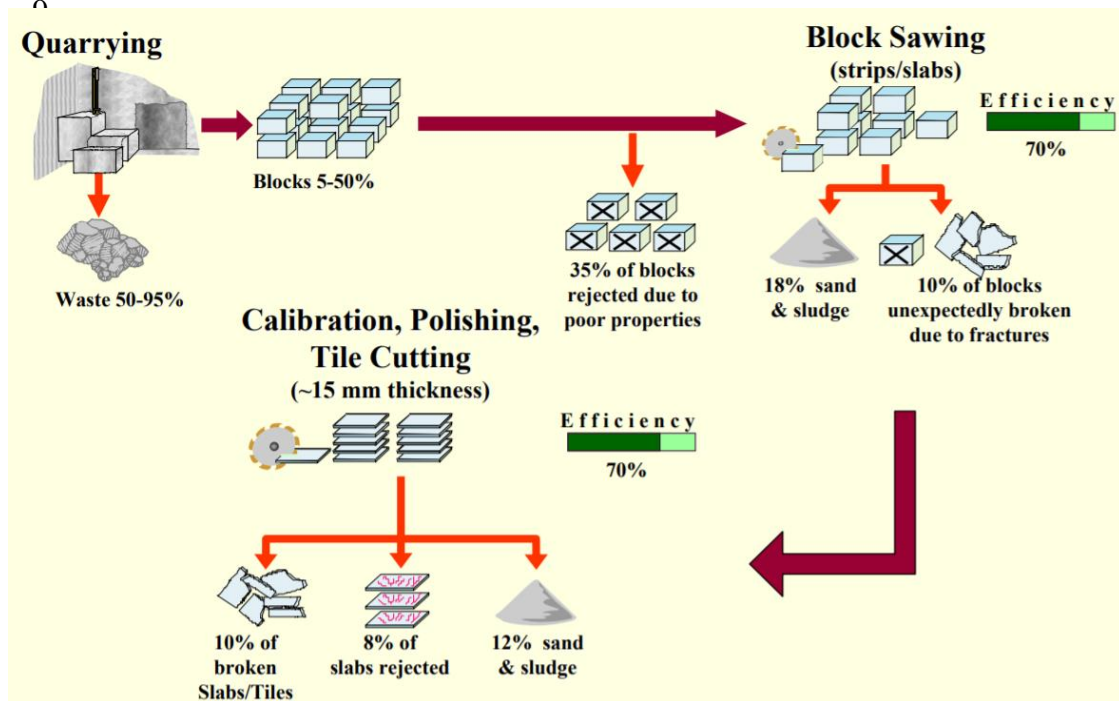 Quarrying
Block Sawing
(strips/slabs)
Efficiency
70%
Blocks 5-50%
Waste 50-95%
35% of blocks
rejected due to
poor properties
18% sand
& sludge
10% of blocks
unexpectedly broken
due to fractures
Calibration, Polishing,
Tile Cutting
(~15 mm thickness)
Efficiency
70%
10% of
broken
Slabs/Tiles
8% of
slabs rejected
12% sand
& sludge